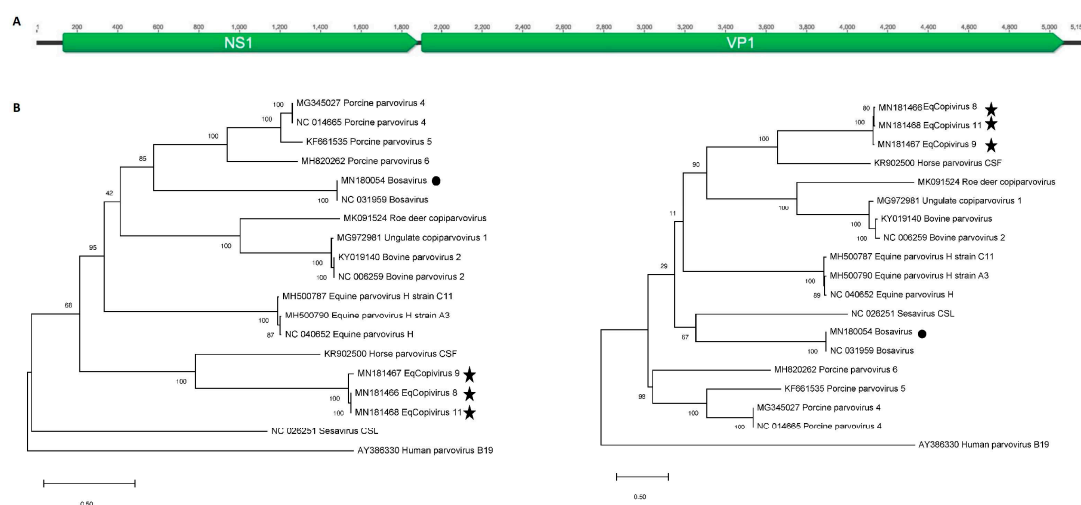 A
1 200 400 600 800 1,000 1,200 1,400 1,600 1,800 2,000 2,200 2,400 2,600 2,800 3,000 3,200 3,400 3,600 3,800 4,000 4,200 4,400 4,600 4,800 5,000 5,15
NS1 VP1
B
MG345027 Porcine parvovirus 4
100
NC 014665 Porcine parvovirus 4
100
KF661535 Porcine parvovirus 5
100
MH820262 Porcine parvovirus 6
85
MN180054 Bosavirus
100
NC 031959 Bosavirus
42
MK091524 Roe deer copiparvovirus
100
MG972981 Ungulate copiparvovirus 1
100
KY019140 Bovine parvovirus 2
100
NC 006259 Bovine parvovirus 2
95
MH500787 Equine parvovirus H strain C11
100
MH500790 Equine parvovirus H strain A3
87
NC 040652 Equine parvovirus H
68
KR902500 Horse parvovirus CSF
100
MN181467 EqCopivirus 9
100
MN181466 EqCopivirus 8
100
MN181468 EqCopivirus 11
NC 026251 Sesavirus CSL
AY386330 Human parvovirus B19
0.50
80
MN181466 EqCopivirus 8
100
MN181468 EqCopivirus 11
MN181467 EqCopivirus 9
100
KR902500 Horse parvovirus CSF
90
MK091524 Roe deer copiparvovirus
100
MG972981 Ungulate copiparvovirus 1
100
KY019140 Bovine parvovirus
100
NC 006259 Bovine parvovirus 2
11
MH500787 Equine parvovirus H strain C11
100
MH500790 Equine parvovirus H strain A3
89
NC 040652 Equine parvovirus H
29
NC 026251 Sesavirus CSL
67
MN180054 Bosavirus
100
NC 031959 Bosavirus
MH820262 Porcine parvovirus 6
98
KF661535 Porcine parvovirus 5
100
MG345027 Porcine parvovirus 4
100
NC 014665 Porcine parvovirus 4
AY386330 Human parvovirus B19
0.50